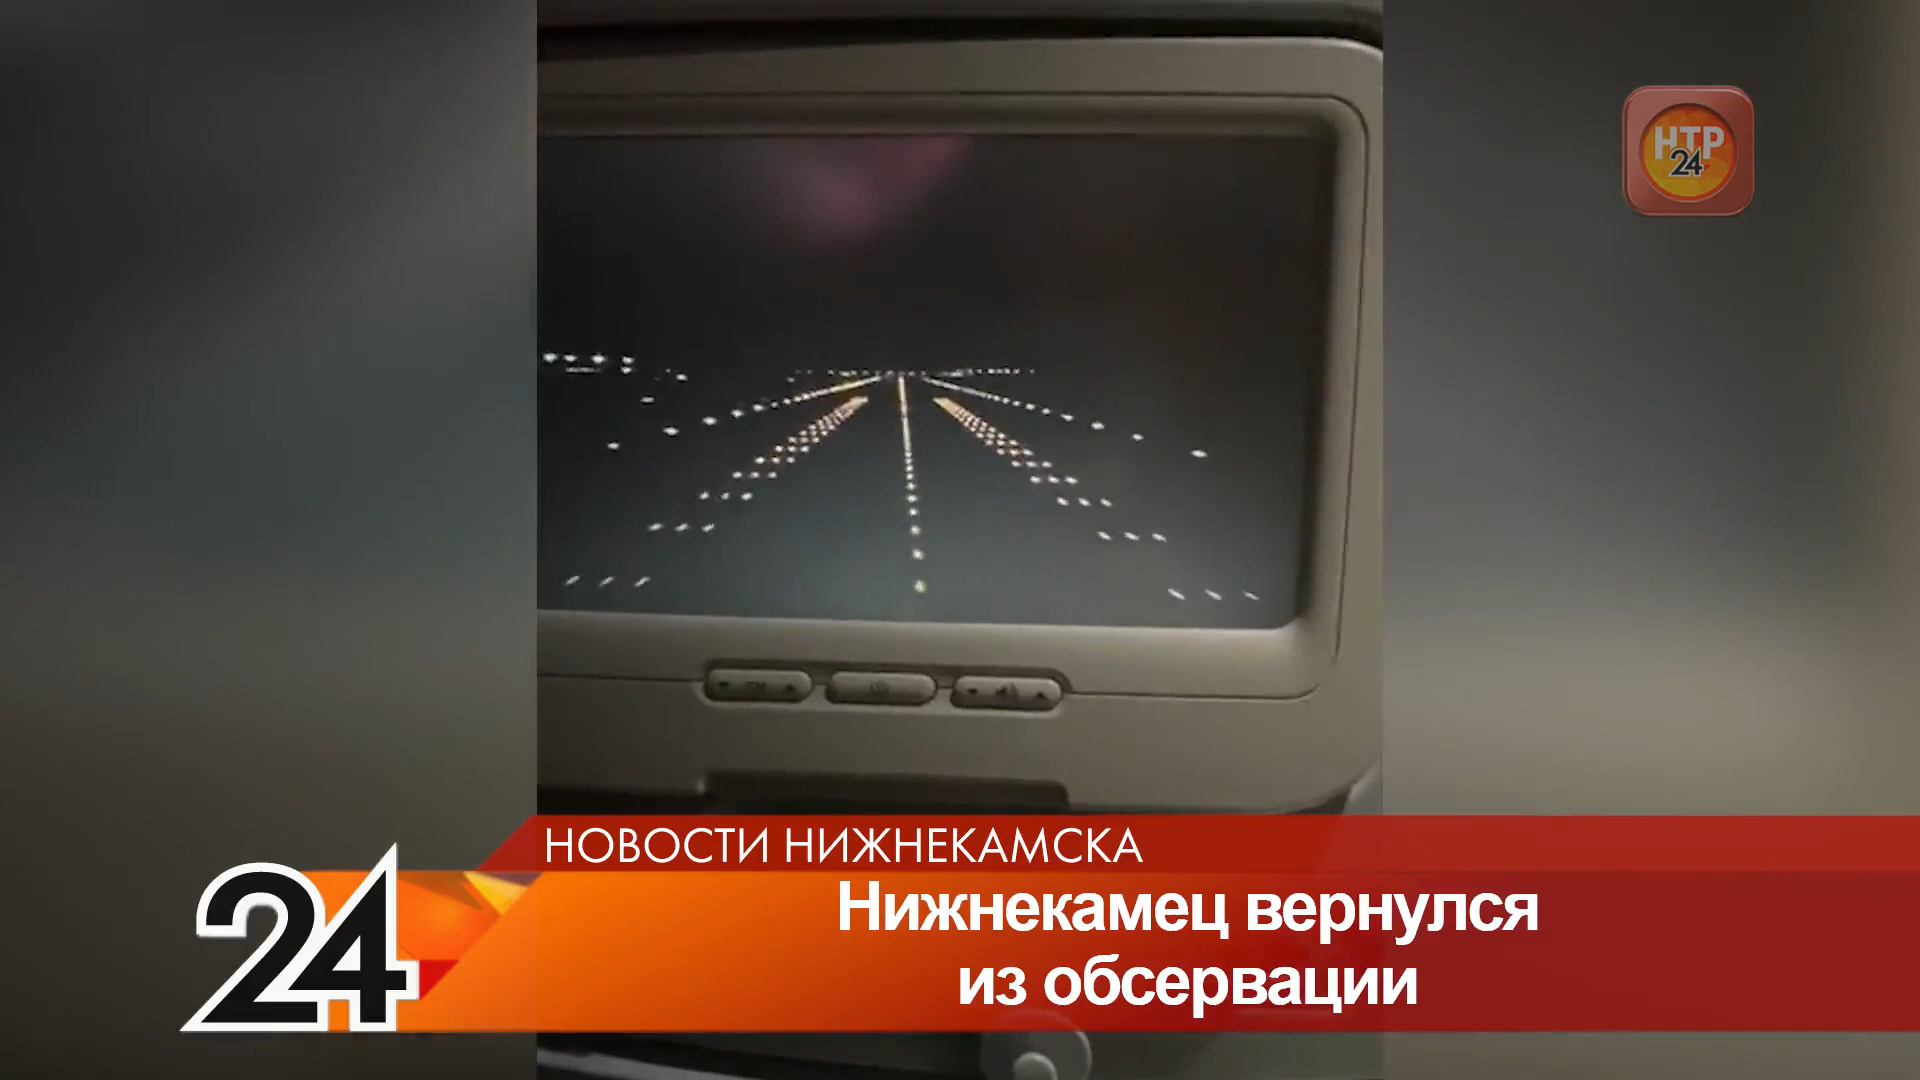 НТР
24
НОВОСТИ НИЖНЕКАМСКА
24
Нижнекамец вернулся
из обсервации